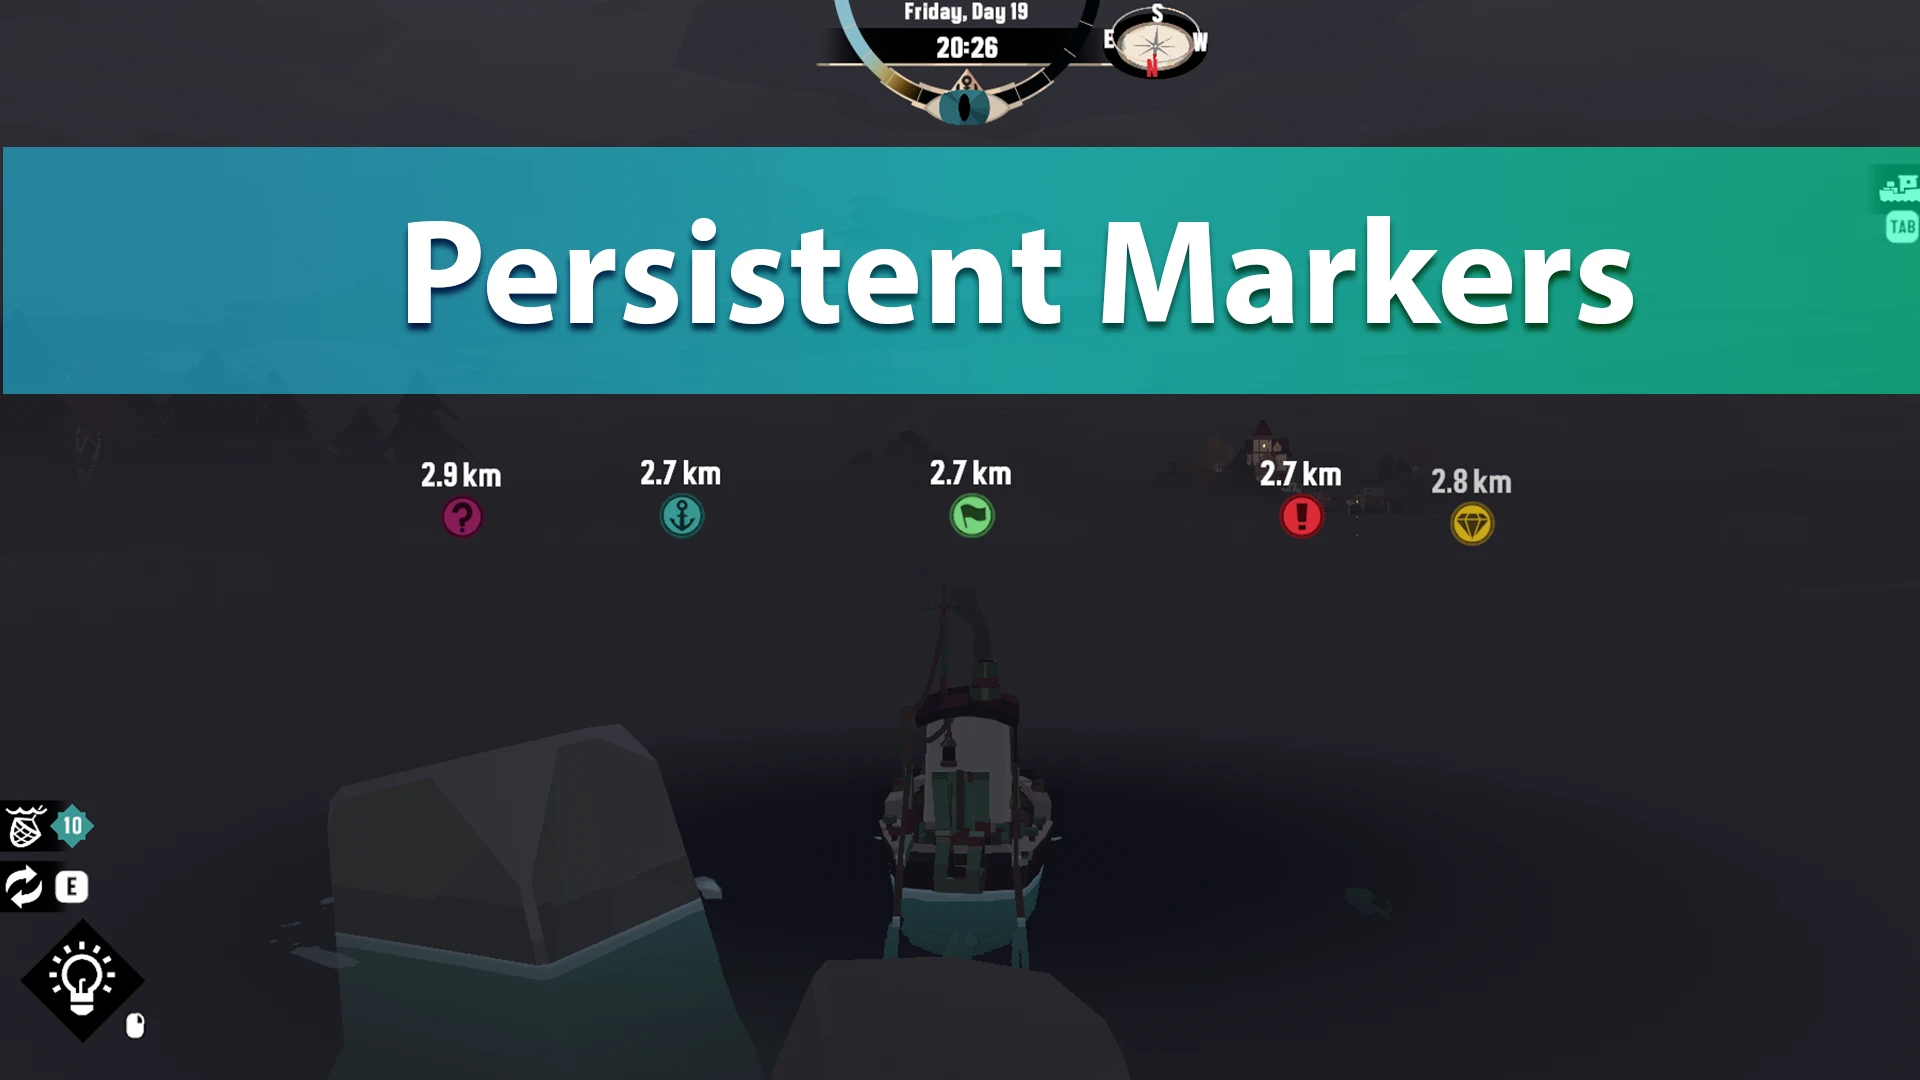 Friday, Day 19
20:26
S
E
W
N
Persistent Markers
TAB
2.9 km
2.7 km
2.7 km
2.7 km
2.8 km
10
E